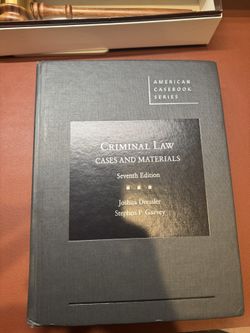 AMERICAN
CASEBOOK
SERIES
CRIMINAL LAW
CASES AND MATERIALS
Seventh Edition
Joshua Dressler
Stephen P. Garvey